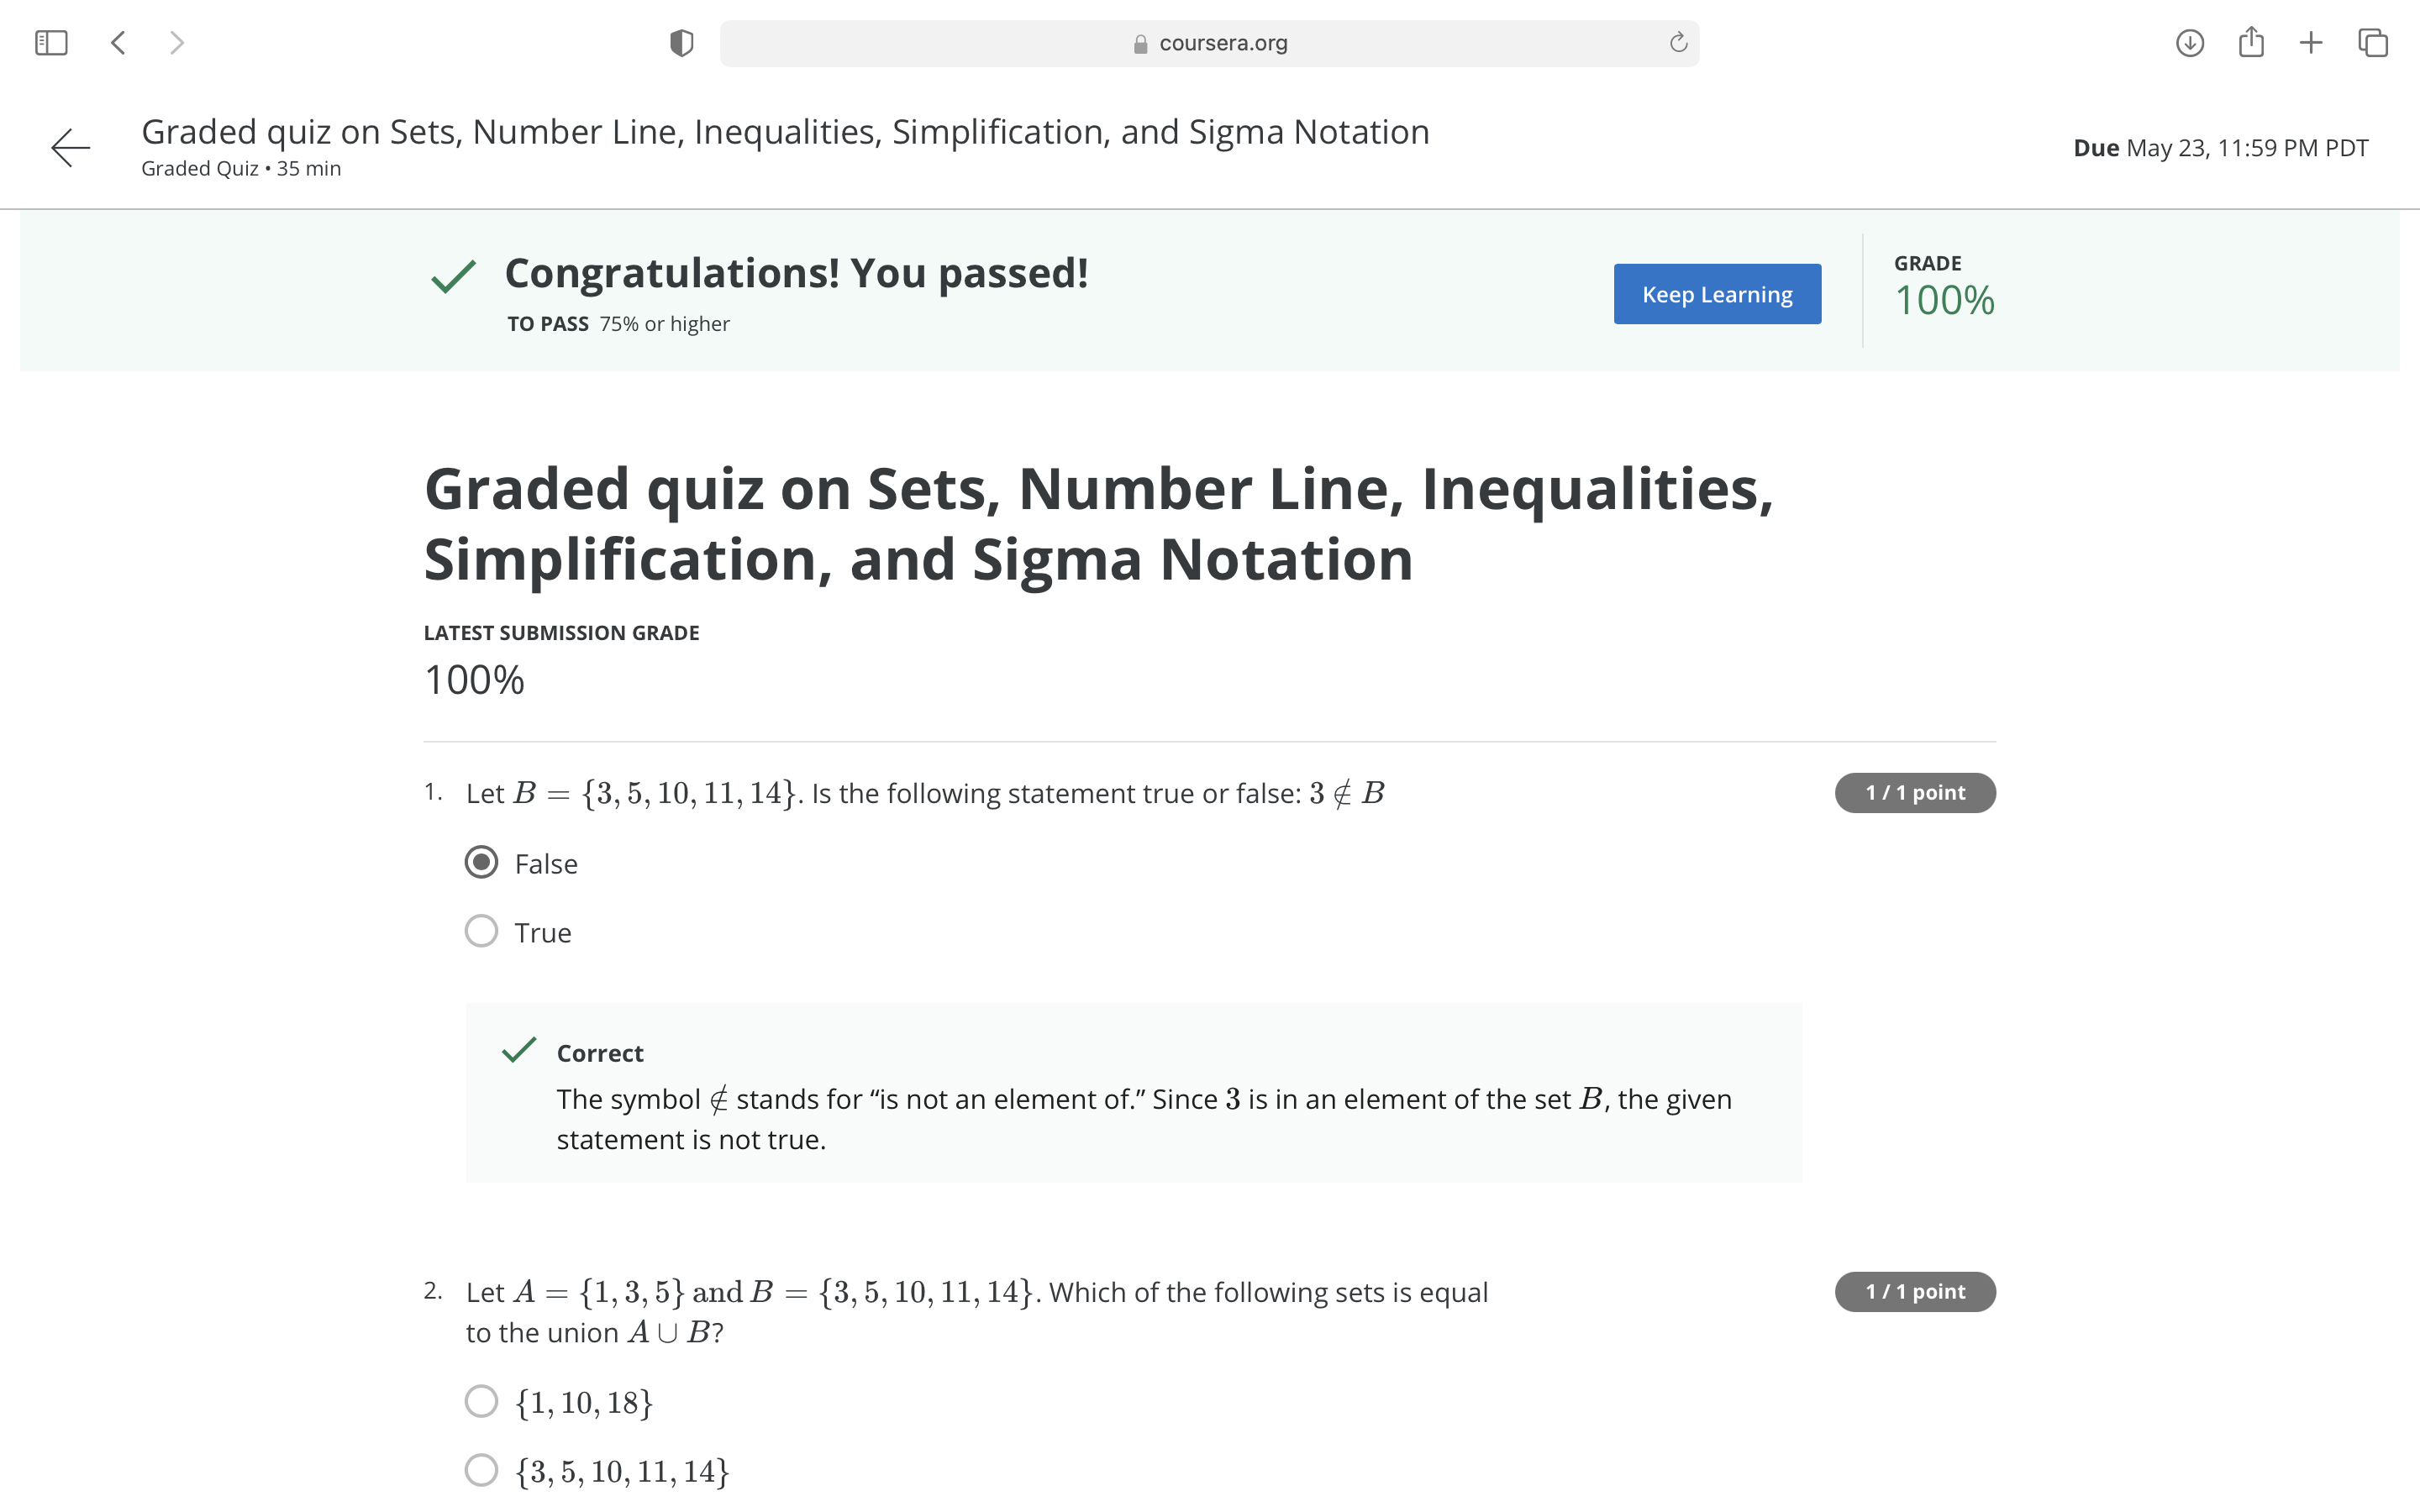 coursera.org
Graded quiz on Sets, Number Line, Inequalities, Simplification, and Sigma Notation
Graded Quiz • 35 min
Due May 23, 11:59 PM PDT
Congratulations! You passed!
TO PASS 75% or higher
Keep Learning
GRADE
100%
Graded quiz on Sets, Number Line, Inequalities,
Simplification, and Sigma Notation
LATEST SUBMISSION GRADE
100%
1. Let B = {3, 5, 10, 11, 14}. Is the following statement true or false: 3 ∉ B
1 / 1 point
False
True
Correct
The symbol ∉ stands for “is not an element of.” Since 3 is in an element of the set B, the given
statement is not true.
2. Let A = {1, 3, 5} and B = {3, 5, 10, 11, 14}. Which of the following sets is equal
to the union A ∪ B?
1 / 1 point
{1, 10, 18}
{3, 5, 10, 11, 14}